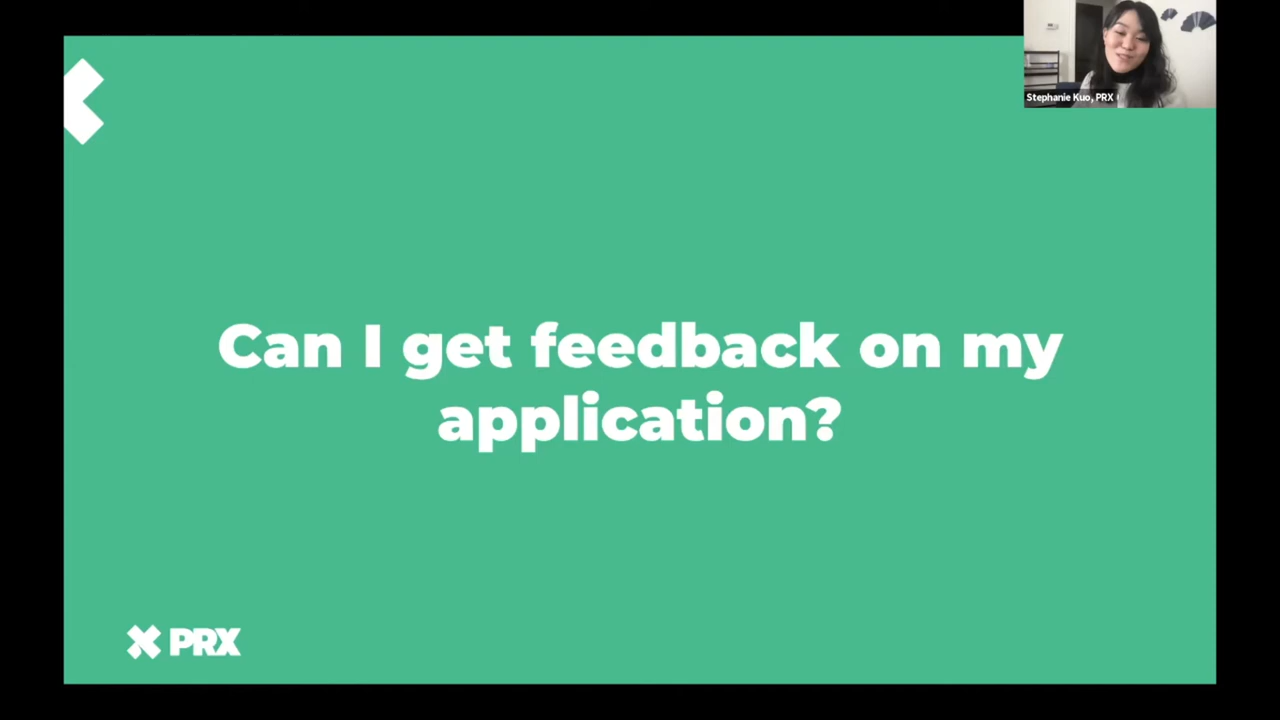 Stephanie Kuo, PRX
Can I get feedback on my
application?
PRX